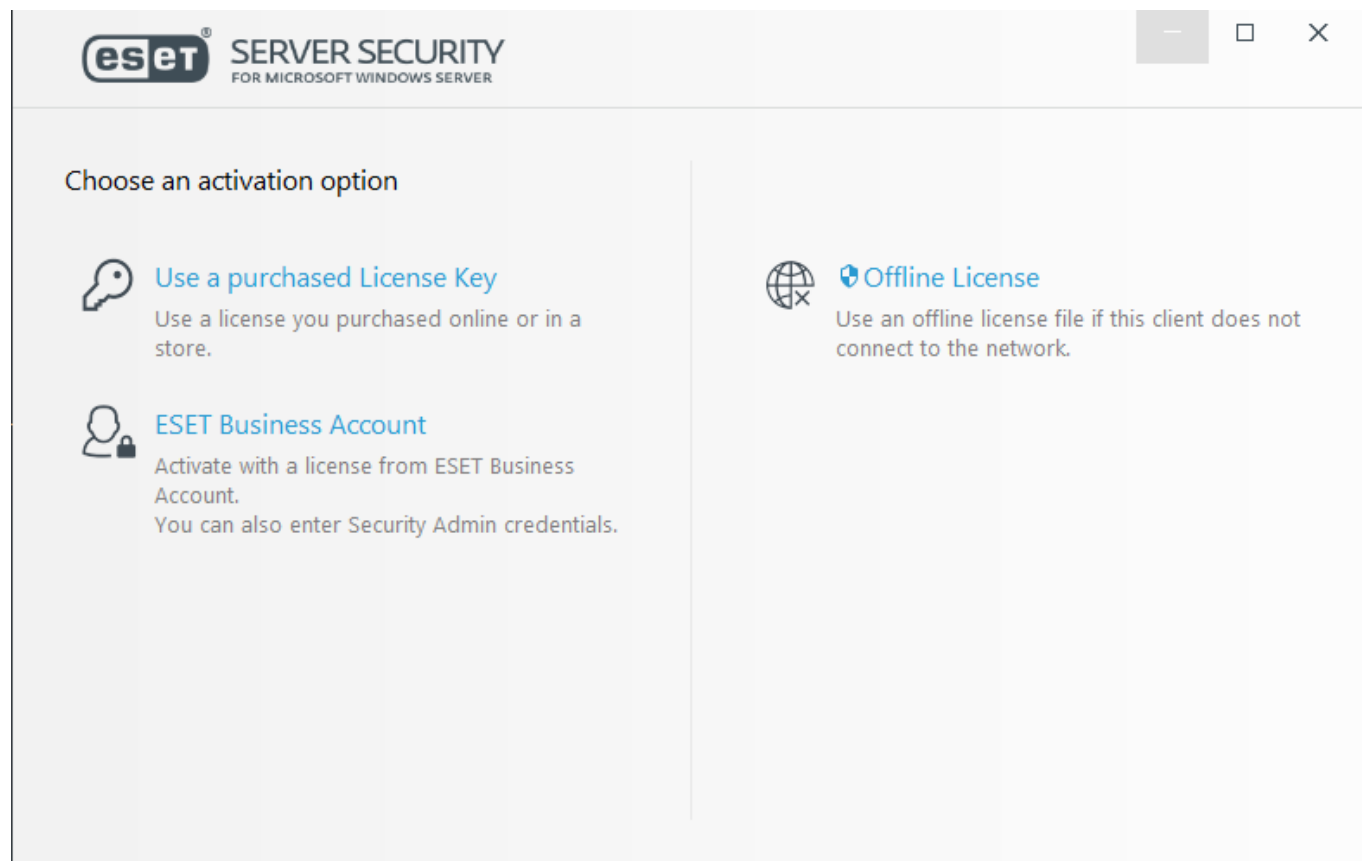 eset® SERVER SECURITY
FOR MICROSOFT WINDOWS SERVER
Choose an activation option
Use a purchased License Key
Use a license you purchased online or in a
store.
ESET Business Account
Activate with a license from ESET Business
Account.
You can also enter Security Admin credentials.
Offline License
Use an offline license file if this client does not
connect to the network.